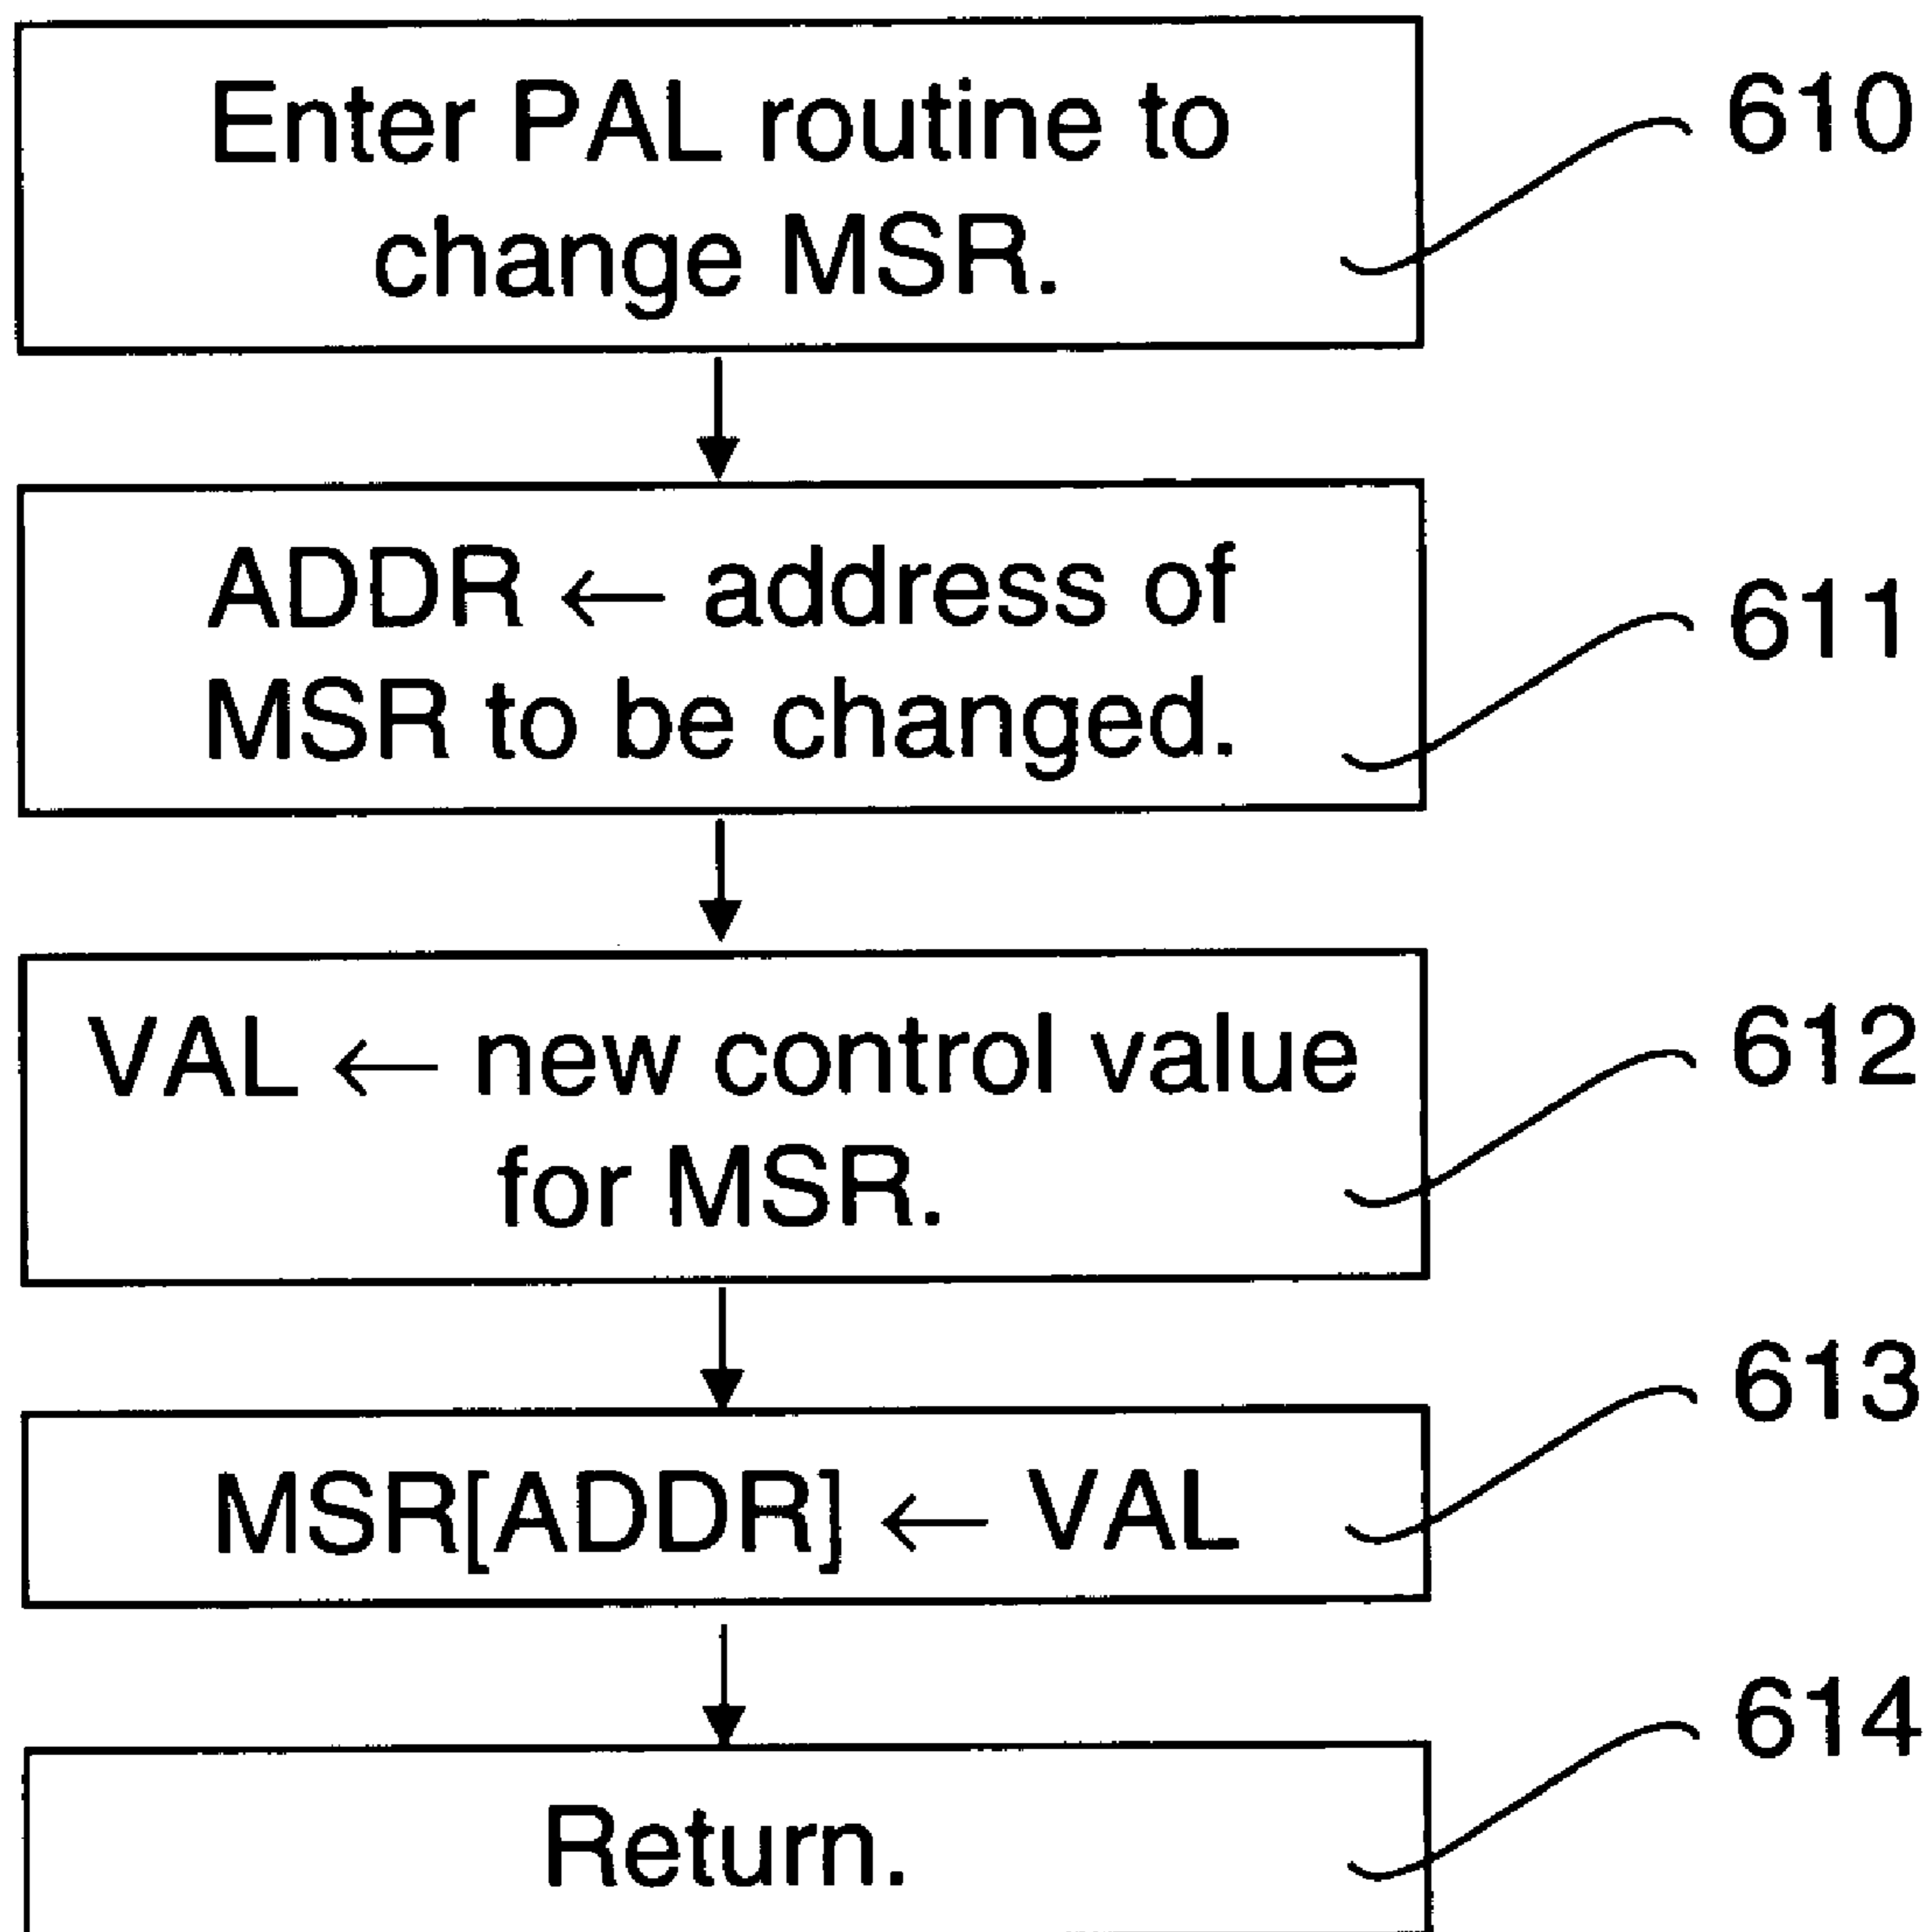 Enter PAL routine to
change MSR.
610
ADDR ← address of
MSR to be changed.
611
VAL ← new control value
for MSR.
612
MSR[ADDR] ← VAL
613
Return.
614